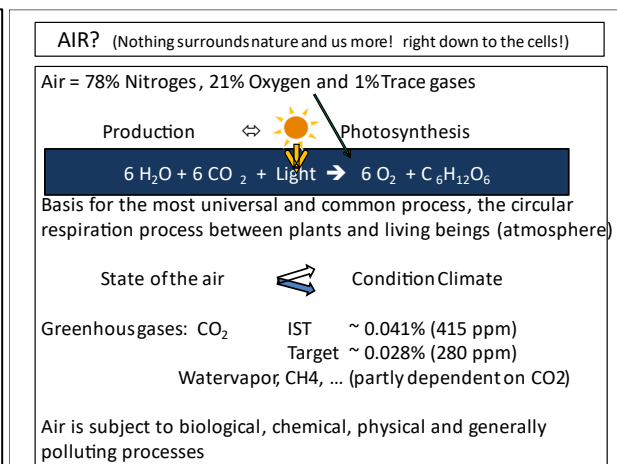 AIR? (Nothing surrounds nature and us more! right down to the cells!)
Air = 78% Nitroges, 21% Oxygen and 1% Trace gases
Production ⇔ Photosynthesis
6 H₂O + 6 CO ₂ + Light ➔ 6 O₂ + C ₆H₁₂O₆
Basis for the most universal and common process, the circular
respiration process between plants and living beings (atmosphere)
State of the air Condition Climate
Greenhous gases: CO₂ IST ~ 0.041% (415 ppm)
Target ~ 0.028% (280 ppm)
Watervapor, CH4, ... (partly dependent on CO2)
Air is subject to biological, chemical, physical and generally
polluting processes